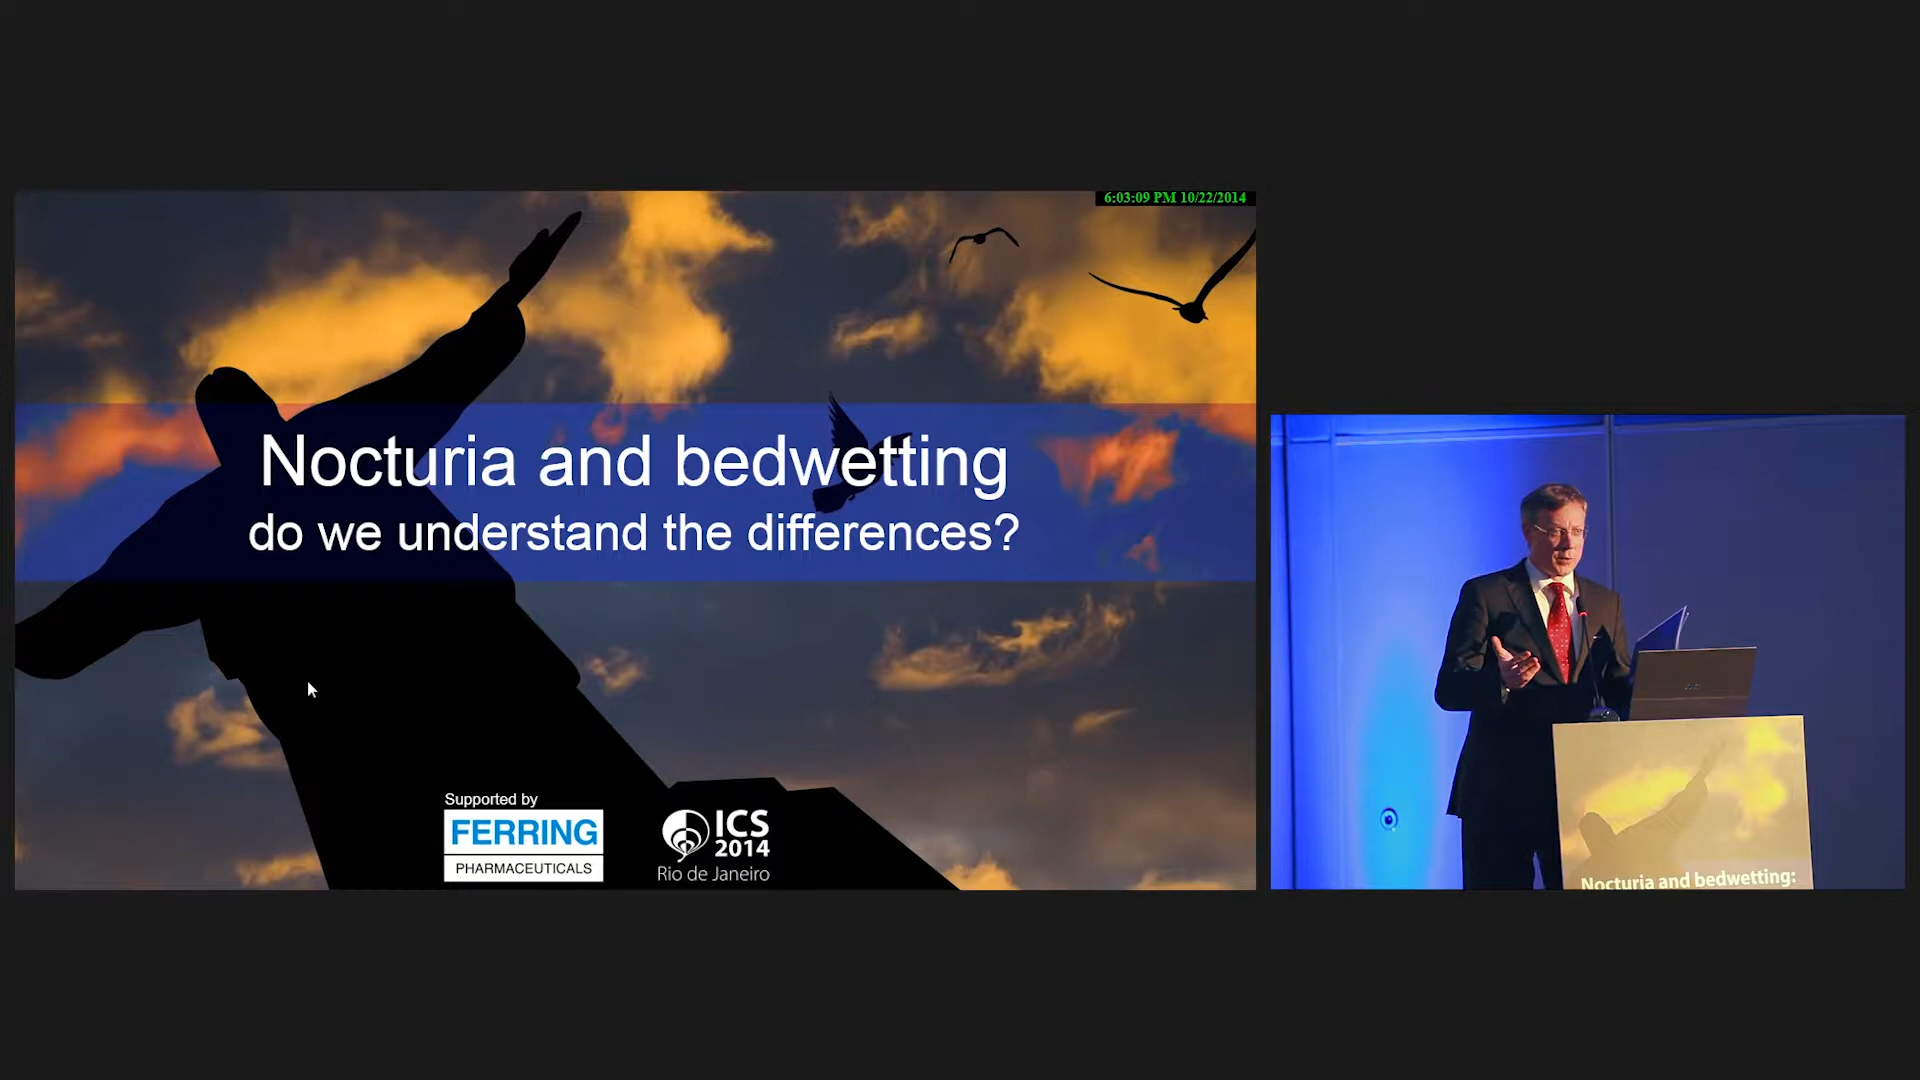 6:03:09 PM 10/22/2014
Nocturia and bedwetting
do we understand the differences?
Supported by
FERRING
PHARMACEUTICALS
ICS
2014
Rio de Janeiro
Nocturia and bedwetting: